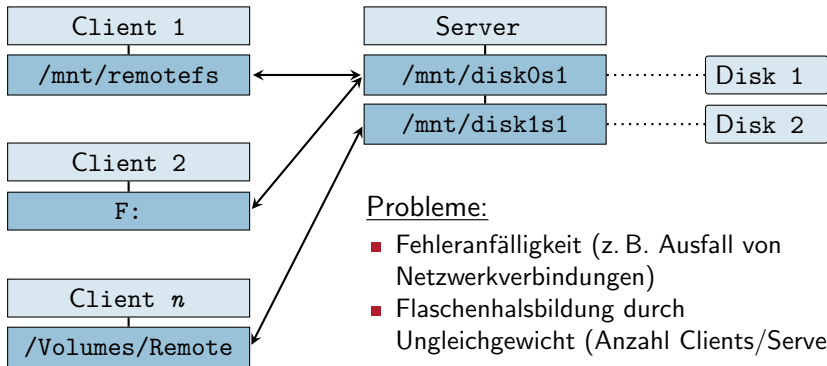 Client 1
/mnt/remotefs
Client 2
F:
Client n
/Volumes/Remote
Server
/mnt/disk0s1
/mnt/disk1s1
Disk 1
Disk 2
Probleme:
Fehleranfälligkeit (z. B. Ausfall von
Netzwerkverbindungen)
Flaschenhalsbildung durch
Ungleichgewicht (Anzahl Clients/Serve